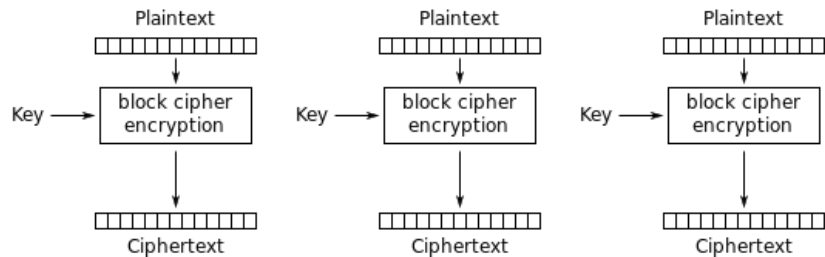 Plaintext
Plaintext
Plaintext
Key
block cipher
encryption
Key
block cipher
encryption
Key
block cipher
encryption
Ciphertext
Ciphertext
Ciphertext